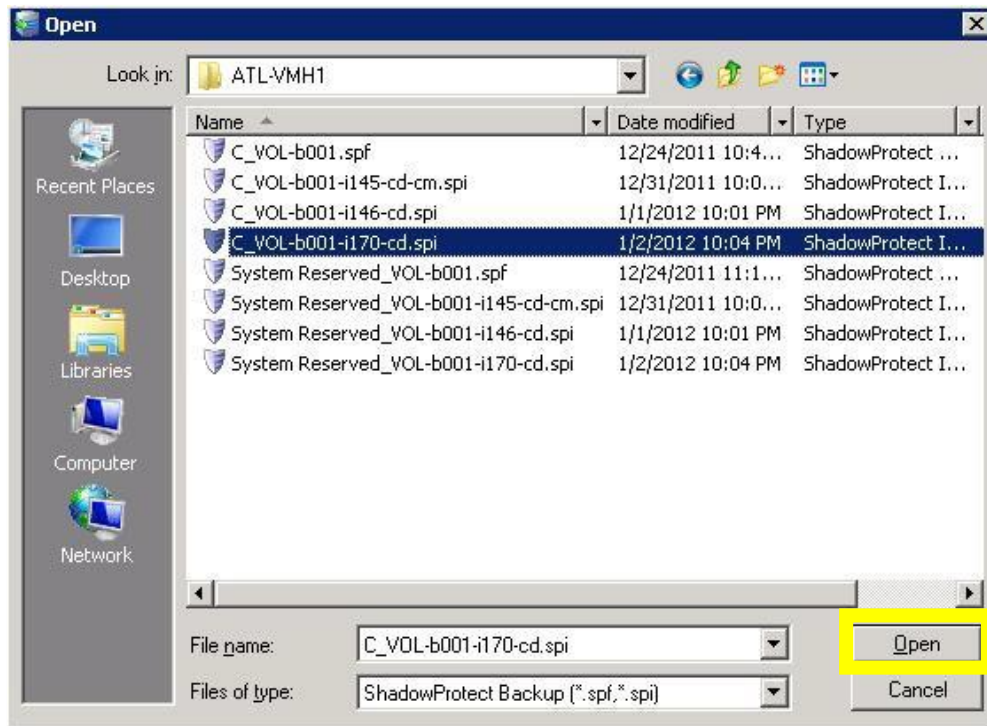 Open
Look in: ATL-VMH1
Name Date modified Type
C_VOL-b001.spf 12/24/2011 10:4... ShadowProtect ...
C_VOL-b001-i145-cd-cm.spi 12/31/2011 10:0... ShadowProtect I...
C_VOL-b001-i146-cd.spi 1/1/2012 10:01 PM ShadowProtect I...
C_VOL-b001-i170-cd.spi 1/2/2012 10:04 PM ShadowProtect I...
System Reserved_VOL-b001.spf 12/24/2011 11:1... ShadowProtect ...
System Reserved_VOL-b001-i145-cd-cm.spi 12/31/2011 10:0... ShadowProtect I...
System Reserved_VOL-b001-i146-cd.spi 1/1/2012 10:01 PM ShadowProtect I...
System Reserved_VOL-b001-i170-cd.spi 1/2/2012 10:04 PM ShadowProtect I...
Recent Places
Desktop
Libraries
Computer
Network
File name: C_VOL-b001-i170-cd.spi Open
Files of type: ShadowProtect Backup (*.spf,*.spi) Cancel